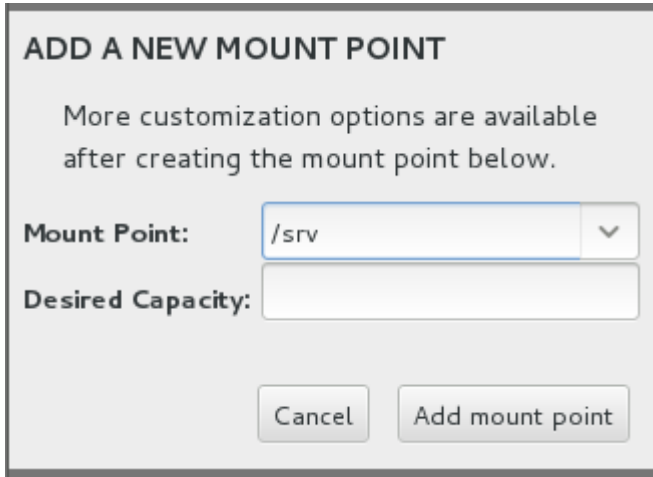 ADD A NEW MOUNT POINT
More customization options are available
after creating the mount point below.
Mount Point: /srv
Desired Capacity:
Cancel Add mount point